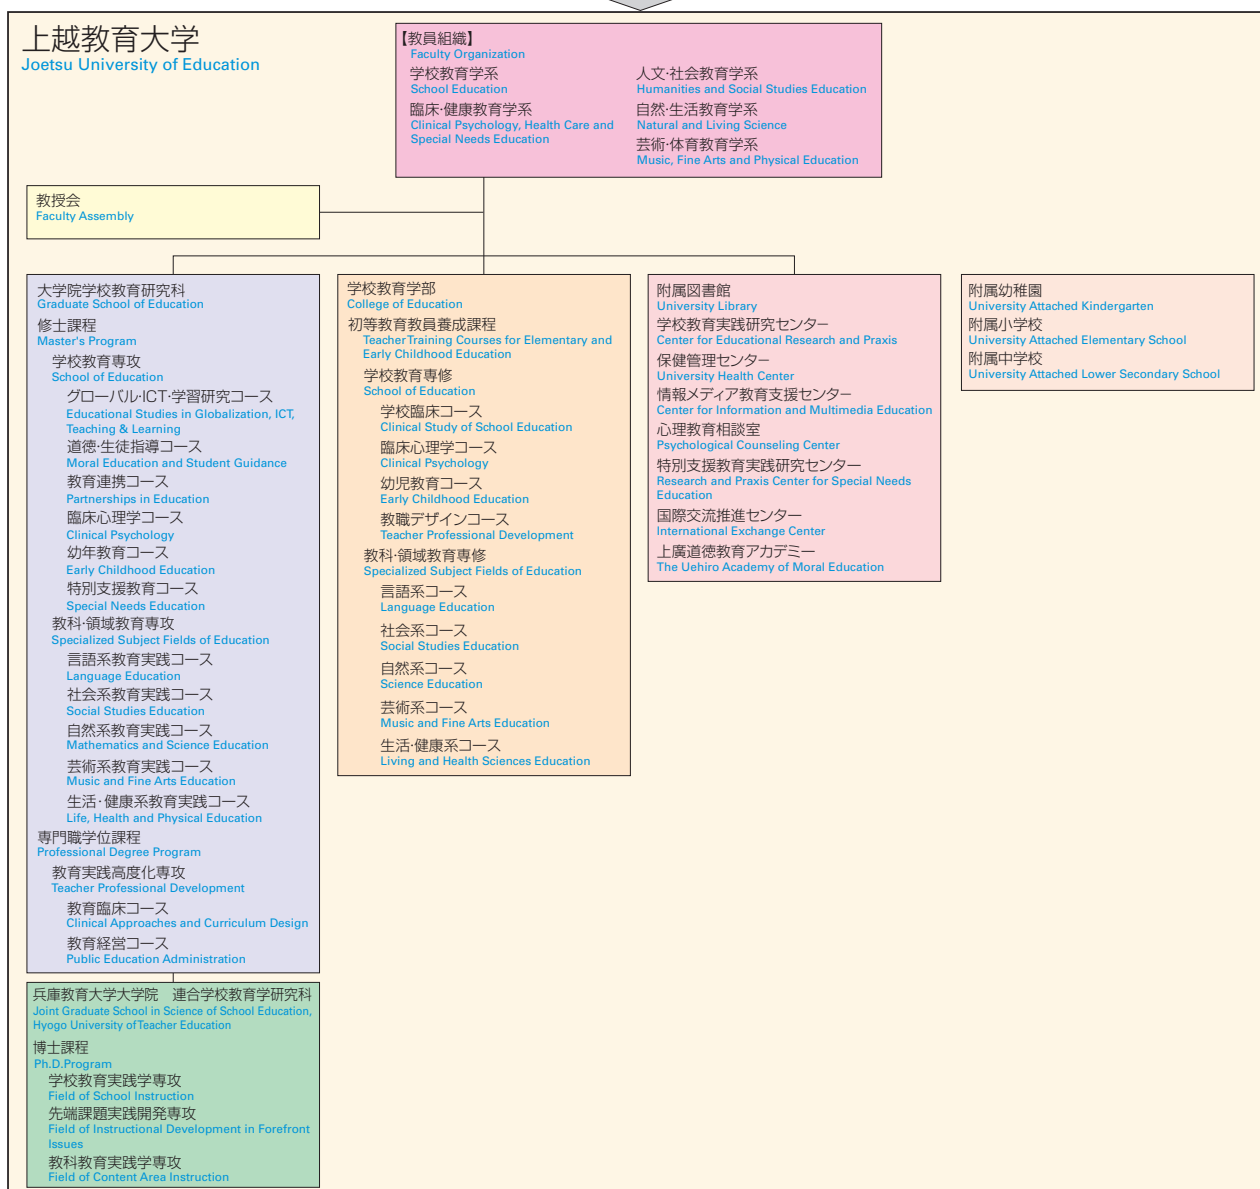 上越教育大学
Joetsu University of Education
【教員組織】
Faculty Organization
学校教育学系
School Education
臨床·健康教育学系
Clinical Psychology, Health Care and
Special Needs Education
人文·社会教育学系
Humanities and Social Studies Education
自然·生活教育学系
Natural and Living Science
芸術·体育教育学系
Music, Fine Arts and Physical Education
教授会
Faculty Assembly
大学院学校教育研究科
Graduate School of Education
修士課程
Master's Program
学校教育専攻
School of Education
グローバル·ICT·学習研究コース
Educational Studies in Globalization, ICT,
Teaching & Learning
道徳·生徒指導コース
Moral Education and Student Guidance
教育連携コース
Partnerships in Education
臨床心理学コース
Clinical Psychology
幼年教育コース
Early Childhood Education
特別支援教育コース
Special Needs Education
教科·領域教育専攻
Specialized Subject Fields of Education
言語系教育実践コース
Language Education
社会系教育実践コース
Social Studies Education
自然系教育実践コース
Mathematics and Science Education
芸術系教育実践コース
Music and Fine Arts Education
生活·健康系教育実践コース
Life, Health and Physical Education
専門職学位課程
Professional Degree Program
教育実践高度化専攻
Teacher Professional Development
教育臨床コース
Clinical Approaches and Curriculum Design
教育経営コース
Public Education Administration
兵庫教育大学大学院　連合学校教育学研究科
Joint Graduate School in Science of School Education,
Hyogo University of Teacher Education
博士課程
Ph.D.Program
学校教育実践学専攻
Field of School Instruction
先端課題実践開発専攻
Field of Instructional Development in Forefront
Issues
教科教育実践学専攻
Field of Content Area Instruction
学校教育学部
College of Education
初等教育教員養成課程
Teacher Training Courses for Elementary and
Early Childhood Education
学校教育専修
School of Education
学校臨床コース
Clinical Study of School Education
臨床心理学コース
Clinical Psychology
幼児教育コース
Early Childhood Education
教職デザインコース
Teacher Professional Development
教科·領域教育専修
Specialized Subject Fields of Education
言語系コース
Language Education
社会系コース
Social Studies Education
自然系コース
Science Education
芸術系コース
Music and Fine Arts Education
生活·健康系コース
Living and Health Sciences Education
附属図書館
University Library
学校教育実践研究センター
Center for Educational Research and Praxis
保健管理センター
University Health Center
情報メディア教育支援センター
Center for Information and Multimedia Education
心理教育相談室
Psychological Counseling Center
特別支援教育実践研究センター
Research and Praxis Center for Special Needs
Education
国際交流推進センター
International Exchange Center
上廣道徳教育アカデミー
The Uehiro Academy of Moral Education
附属幼稚園
University Attached Kindergarten
附属小学校
University Attached Elementary School
附属中学校
University Attached Lower Secondary School